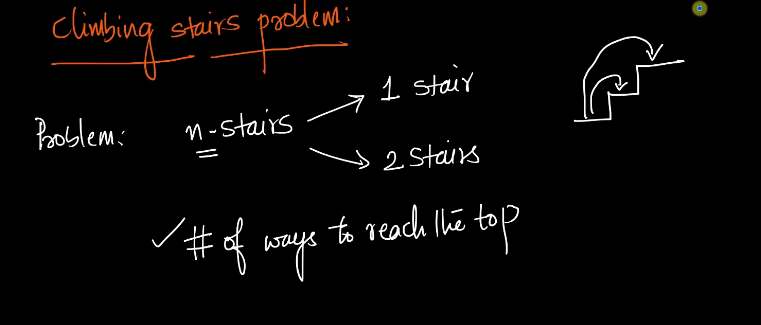 Climbing stairs problem:
1 stair
Problem: n-stairs
2 stairs
# of ways to reach the top